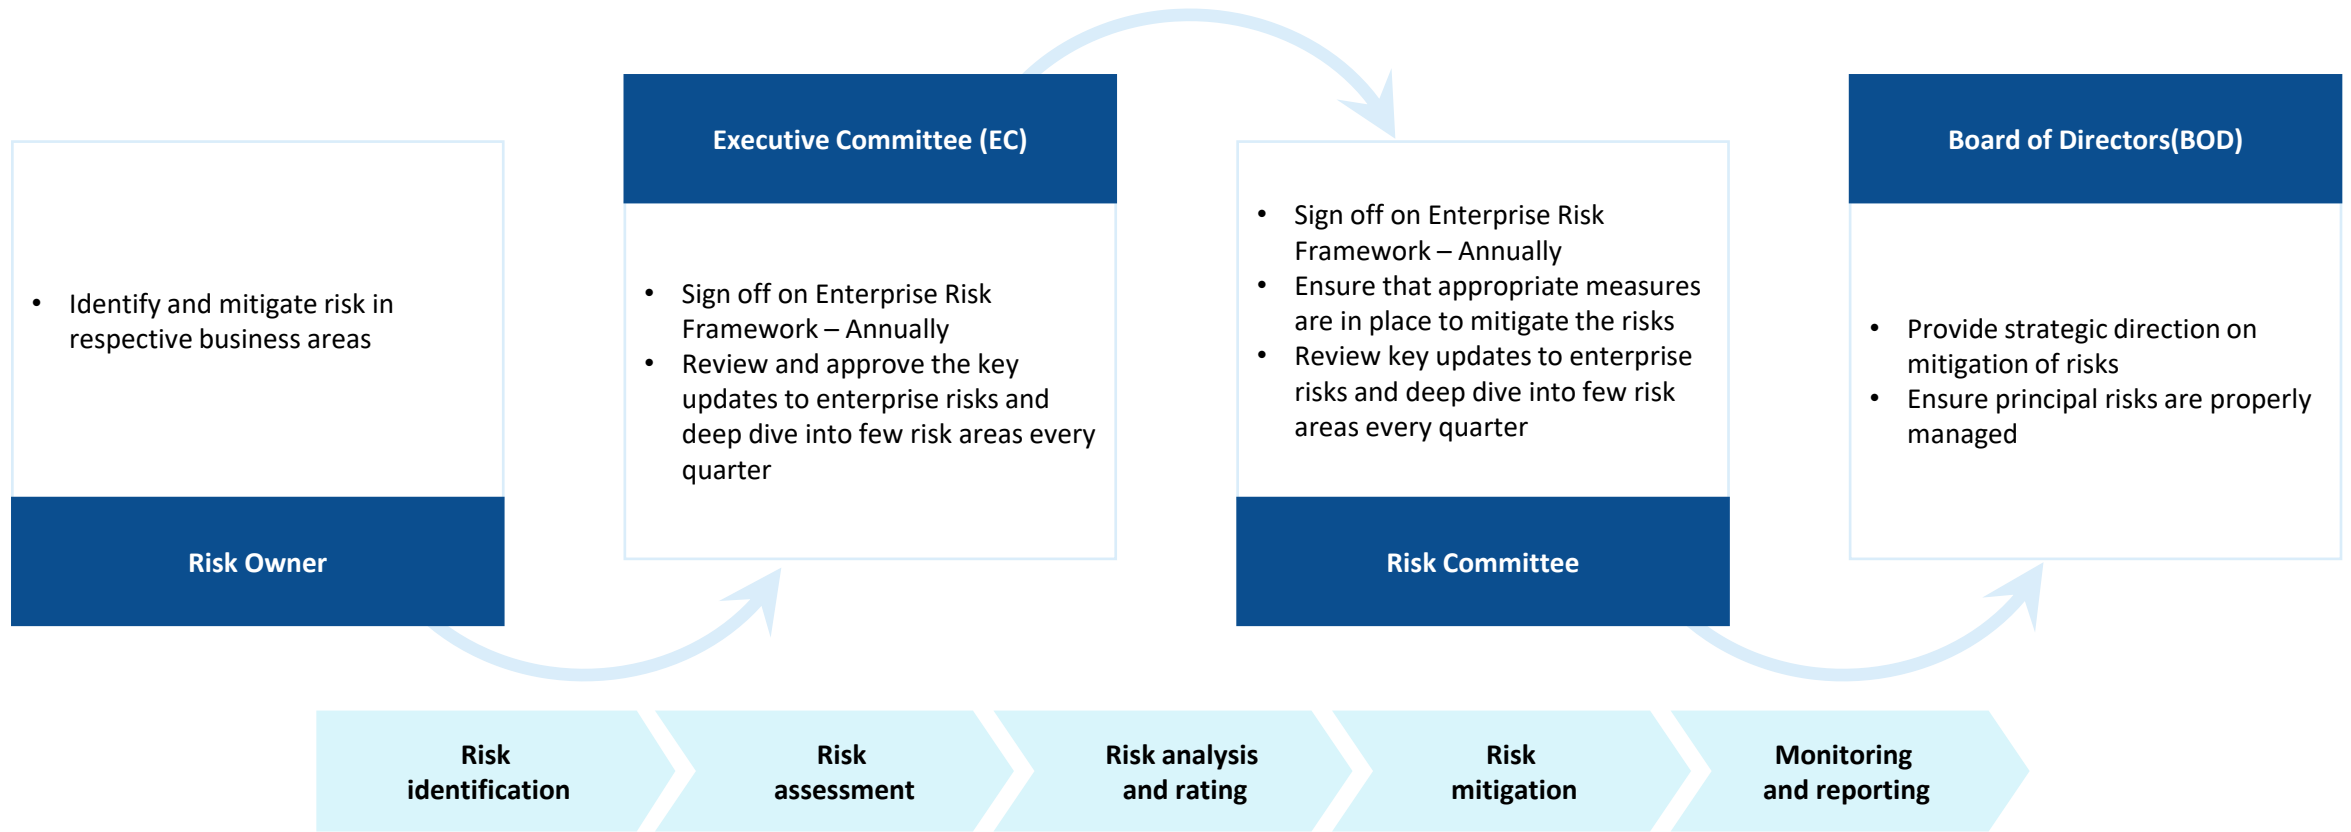 • Identify and mitigate risk in
respective business areas
Risk Owner
Executive Committee (EC)
• Sign off on Enterprise Risk
Framework – Annually
• Review and approve the key
updates to enterprise risks and
deep dive into few risk areas every
quarter
• Sign off on Enterprise Risk
Framework – Annually
• Ensure that appropriate measures
are in place to mitigate the risks
• Review key updates to enterprise
risks and deep dive into few risk
areas every quarter
Risk Committee
Board of Directors(BOD)
• Provide strategic direction on
mitigation of risks
• Ensure principal risks are properly
managed
Risk
identification
Risk
assessment
Risk analysis
and rating
Risk
mitigation
Monitoring
and reporting